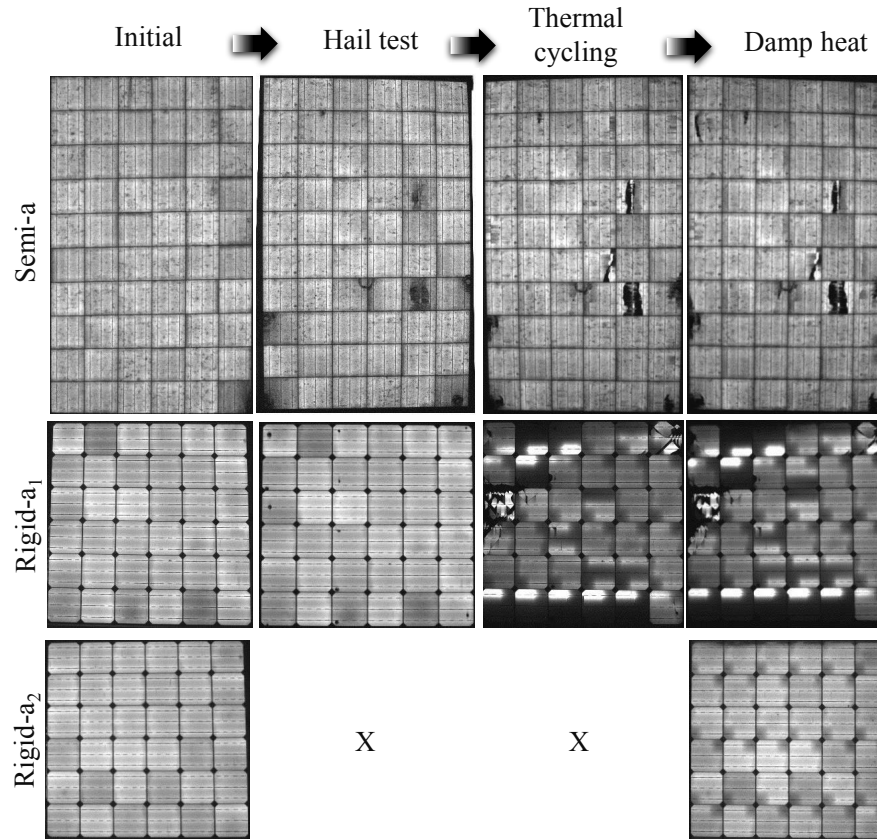 Initial
Hail test
Thermal
cycling
Damp heat
Semi-a
Rigid-a₁
Rigid-a₂
X
X